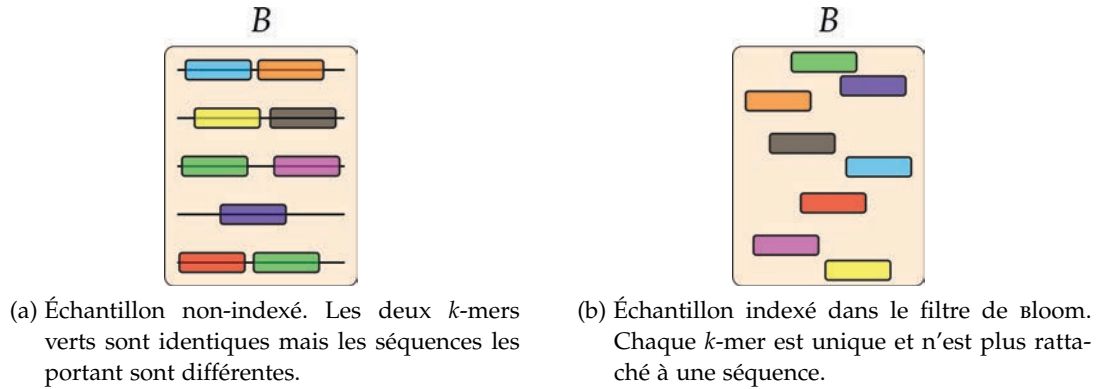 B
B
(a) Échantillon non-indexé. Les deux k-mers
verts sont identiques mais les séquences les
portant sont différentes.
(b) Échantillon indexé dans le filtre de Bloom.
Chaque k-mer est unique et n'est plus ratta-
ché à une séquence.